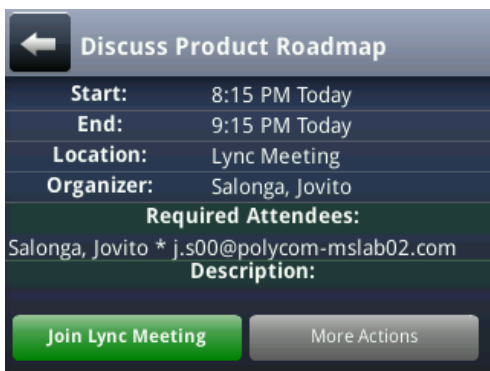 Discuss Product Roadmap
Start: 8:15 PM Today
End: 9:15 PM Today
Location: Lync Meeting
Organizer: Salonga, Jovito
Required Attendees:
Salonga, Jovito * j.s00@polycom-mslab02.com
Description:
Join Lync Meeting More Actions